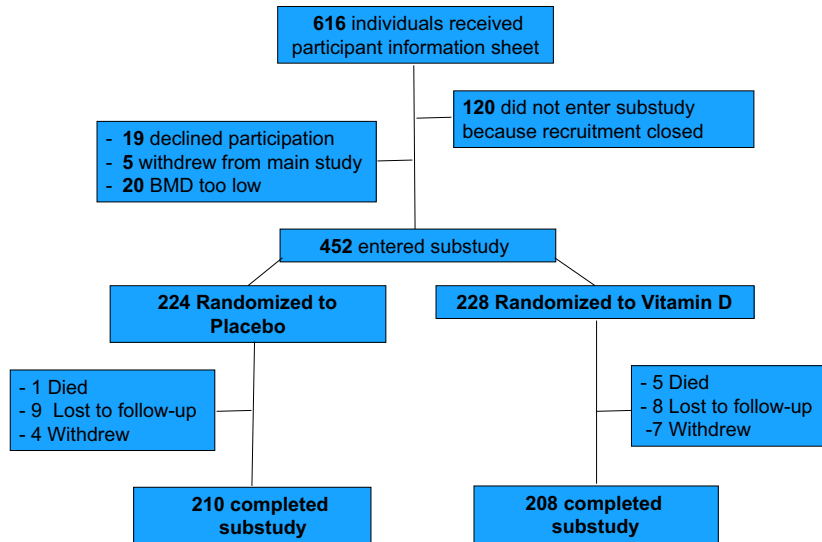 616 individuals received
participant information sheet
120 did not enter substudy
because recruitment closed
- 19 declined participation
- 5 withdrew from main study
- 20 BMD too low
452 entered substudy
224 Randomized to
Placebo
228 Randomized to Vitamin D
- 1 Died
- 9 Lost to follow-up
- 4 Withdrew
- 5 Died
- 8 Lost to follow-up
-7 Withdrew
210 completed
substudy
208 completed
substudy